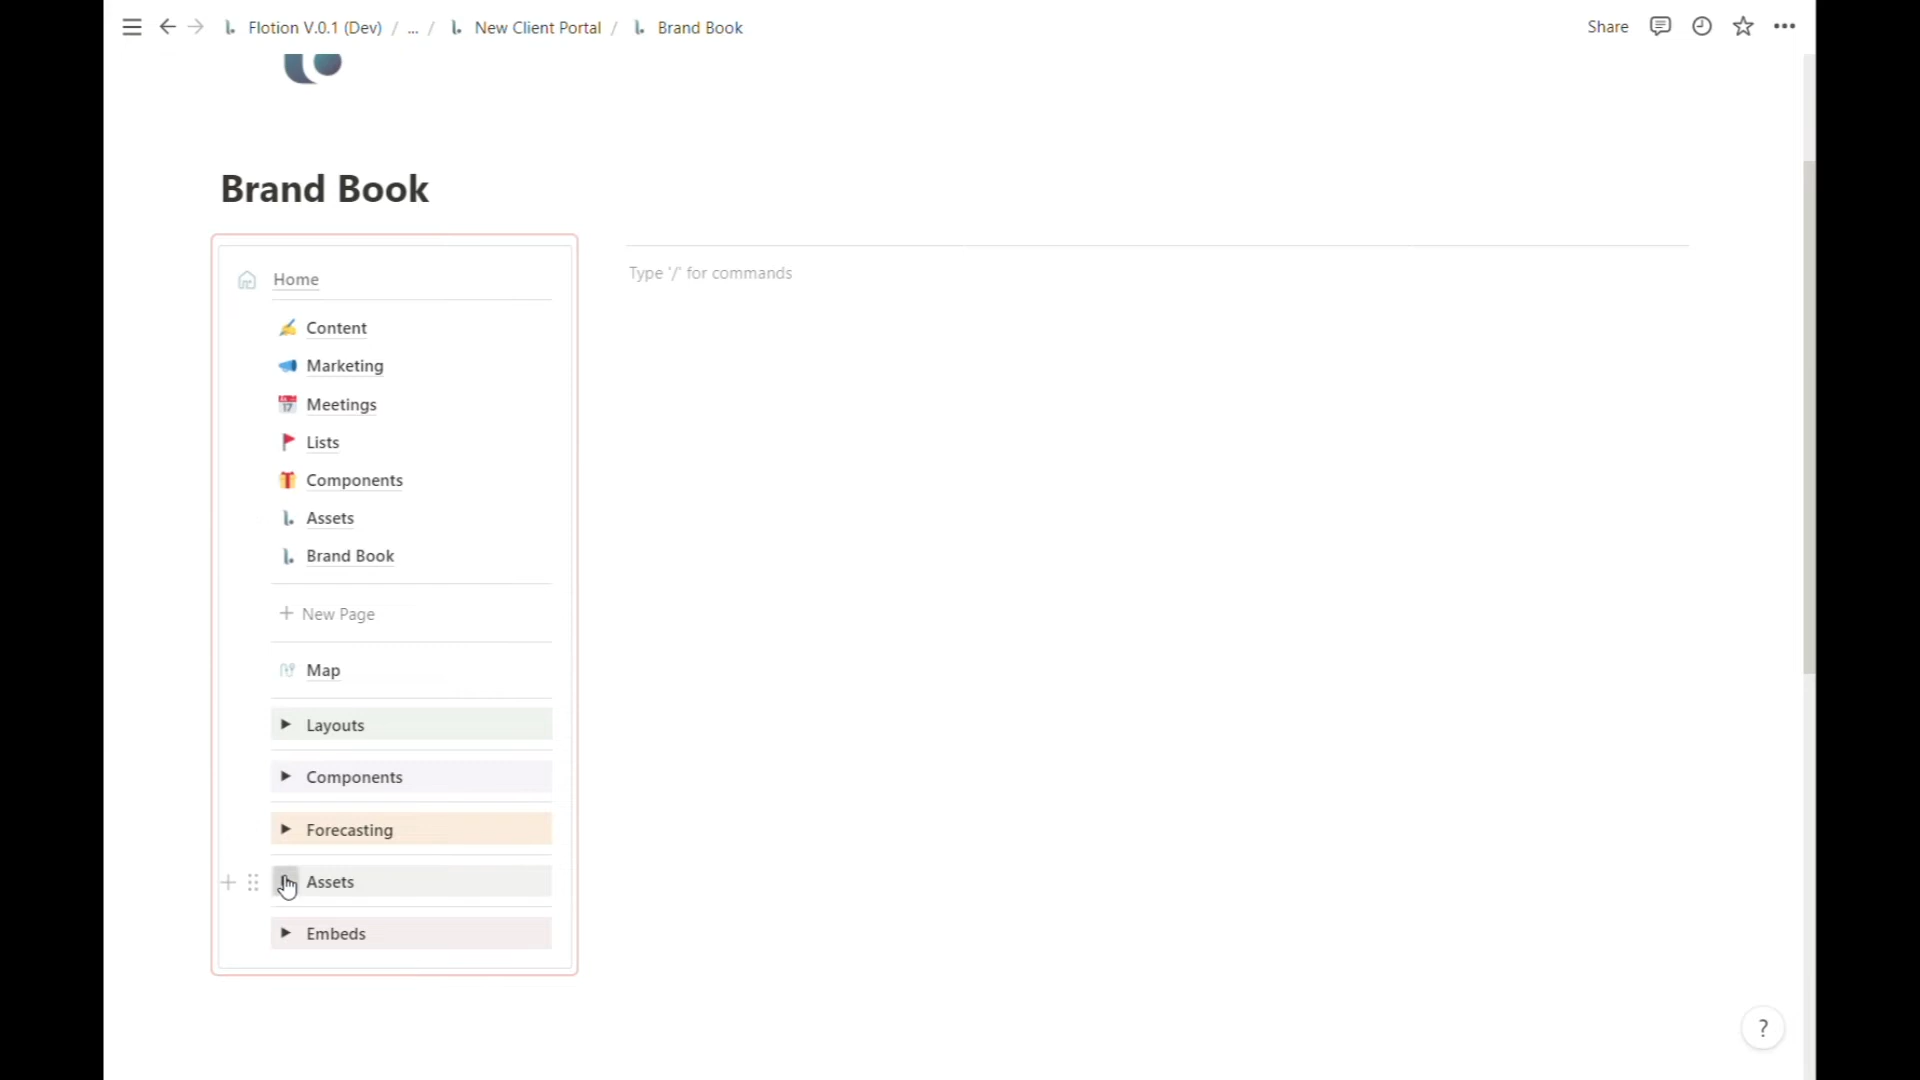 Flotion V.0.1 (Dev) / ... / New Client Portal / Brand Book
Share
Brand Book
Home
Type '/' for commands
Content
Marketing
17
Meetings
Lists
Components
Assets
Brand Book
+ New Page
Map
Layouts
Components
Forecasting
Assets
Embeds
?